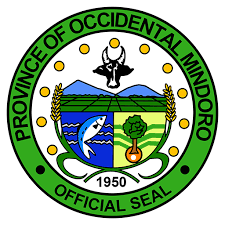 PROVINCE OF OCCIDENTAL MINDORO
1950
OFFICIAL SEAL